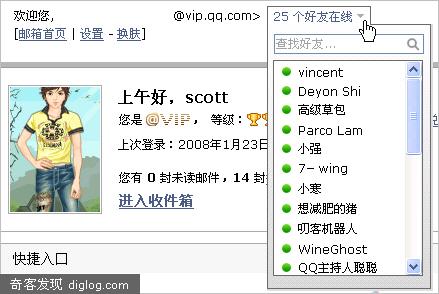 欢迎您,
@vip.qq.com>
25 个好友在线
[邮箱首页 | 设置 - 换肤]
查找好友...
vincent
Deyon Shi
高级草包
Parco Lam
小强
7- wing
小寒
想减肥的猪
叨客机器人
WineGhost
QQ主持人聪聪
上午好，scott
您是 @VIP， 等级：
上次登录：2008年1月23日
您有 0 封未读邮件，14 封
进入收件箱
快捷入口
奇客发现 diglog.com